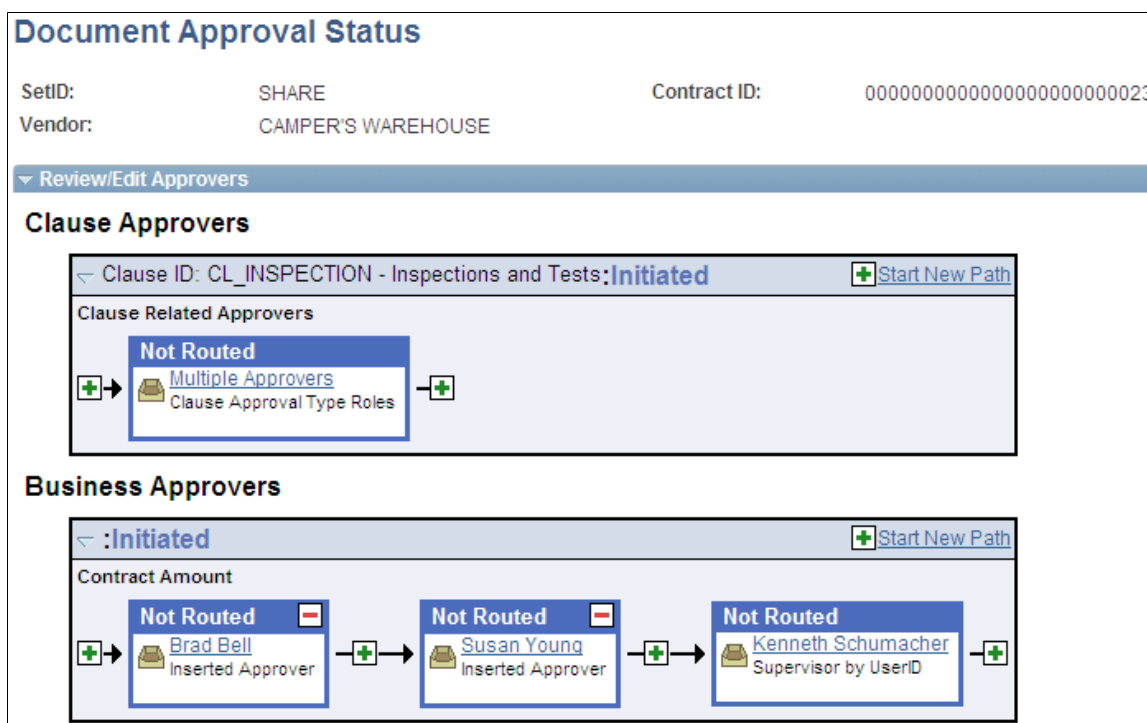 Document Approval Status
SetID: SHARE Contract ID: 0000000000000000000000023
Vendor: CAMPER'S WAREHOUSE
Review/Edit Approvers
Clause Approvers
Clause ID: CL_INSPECTION - Inspections and Tests:Initiated Start New Path
Clause Related Approvers
Not Routed
Multiple Approvers
Clause Approval Type Roles
Business Approvers
:Initiated Start New Path
Contract Amount
Not Routed Not Routed Not Routed
Brad Bell Susan Young Kenneth Schumacher
Inserted Approver Inserted Approver Supervisor by UserID